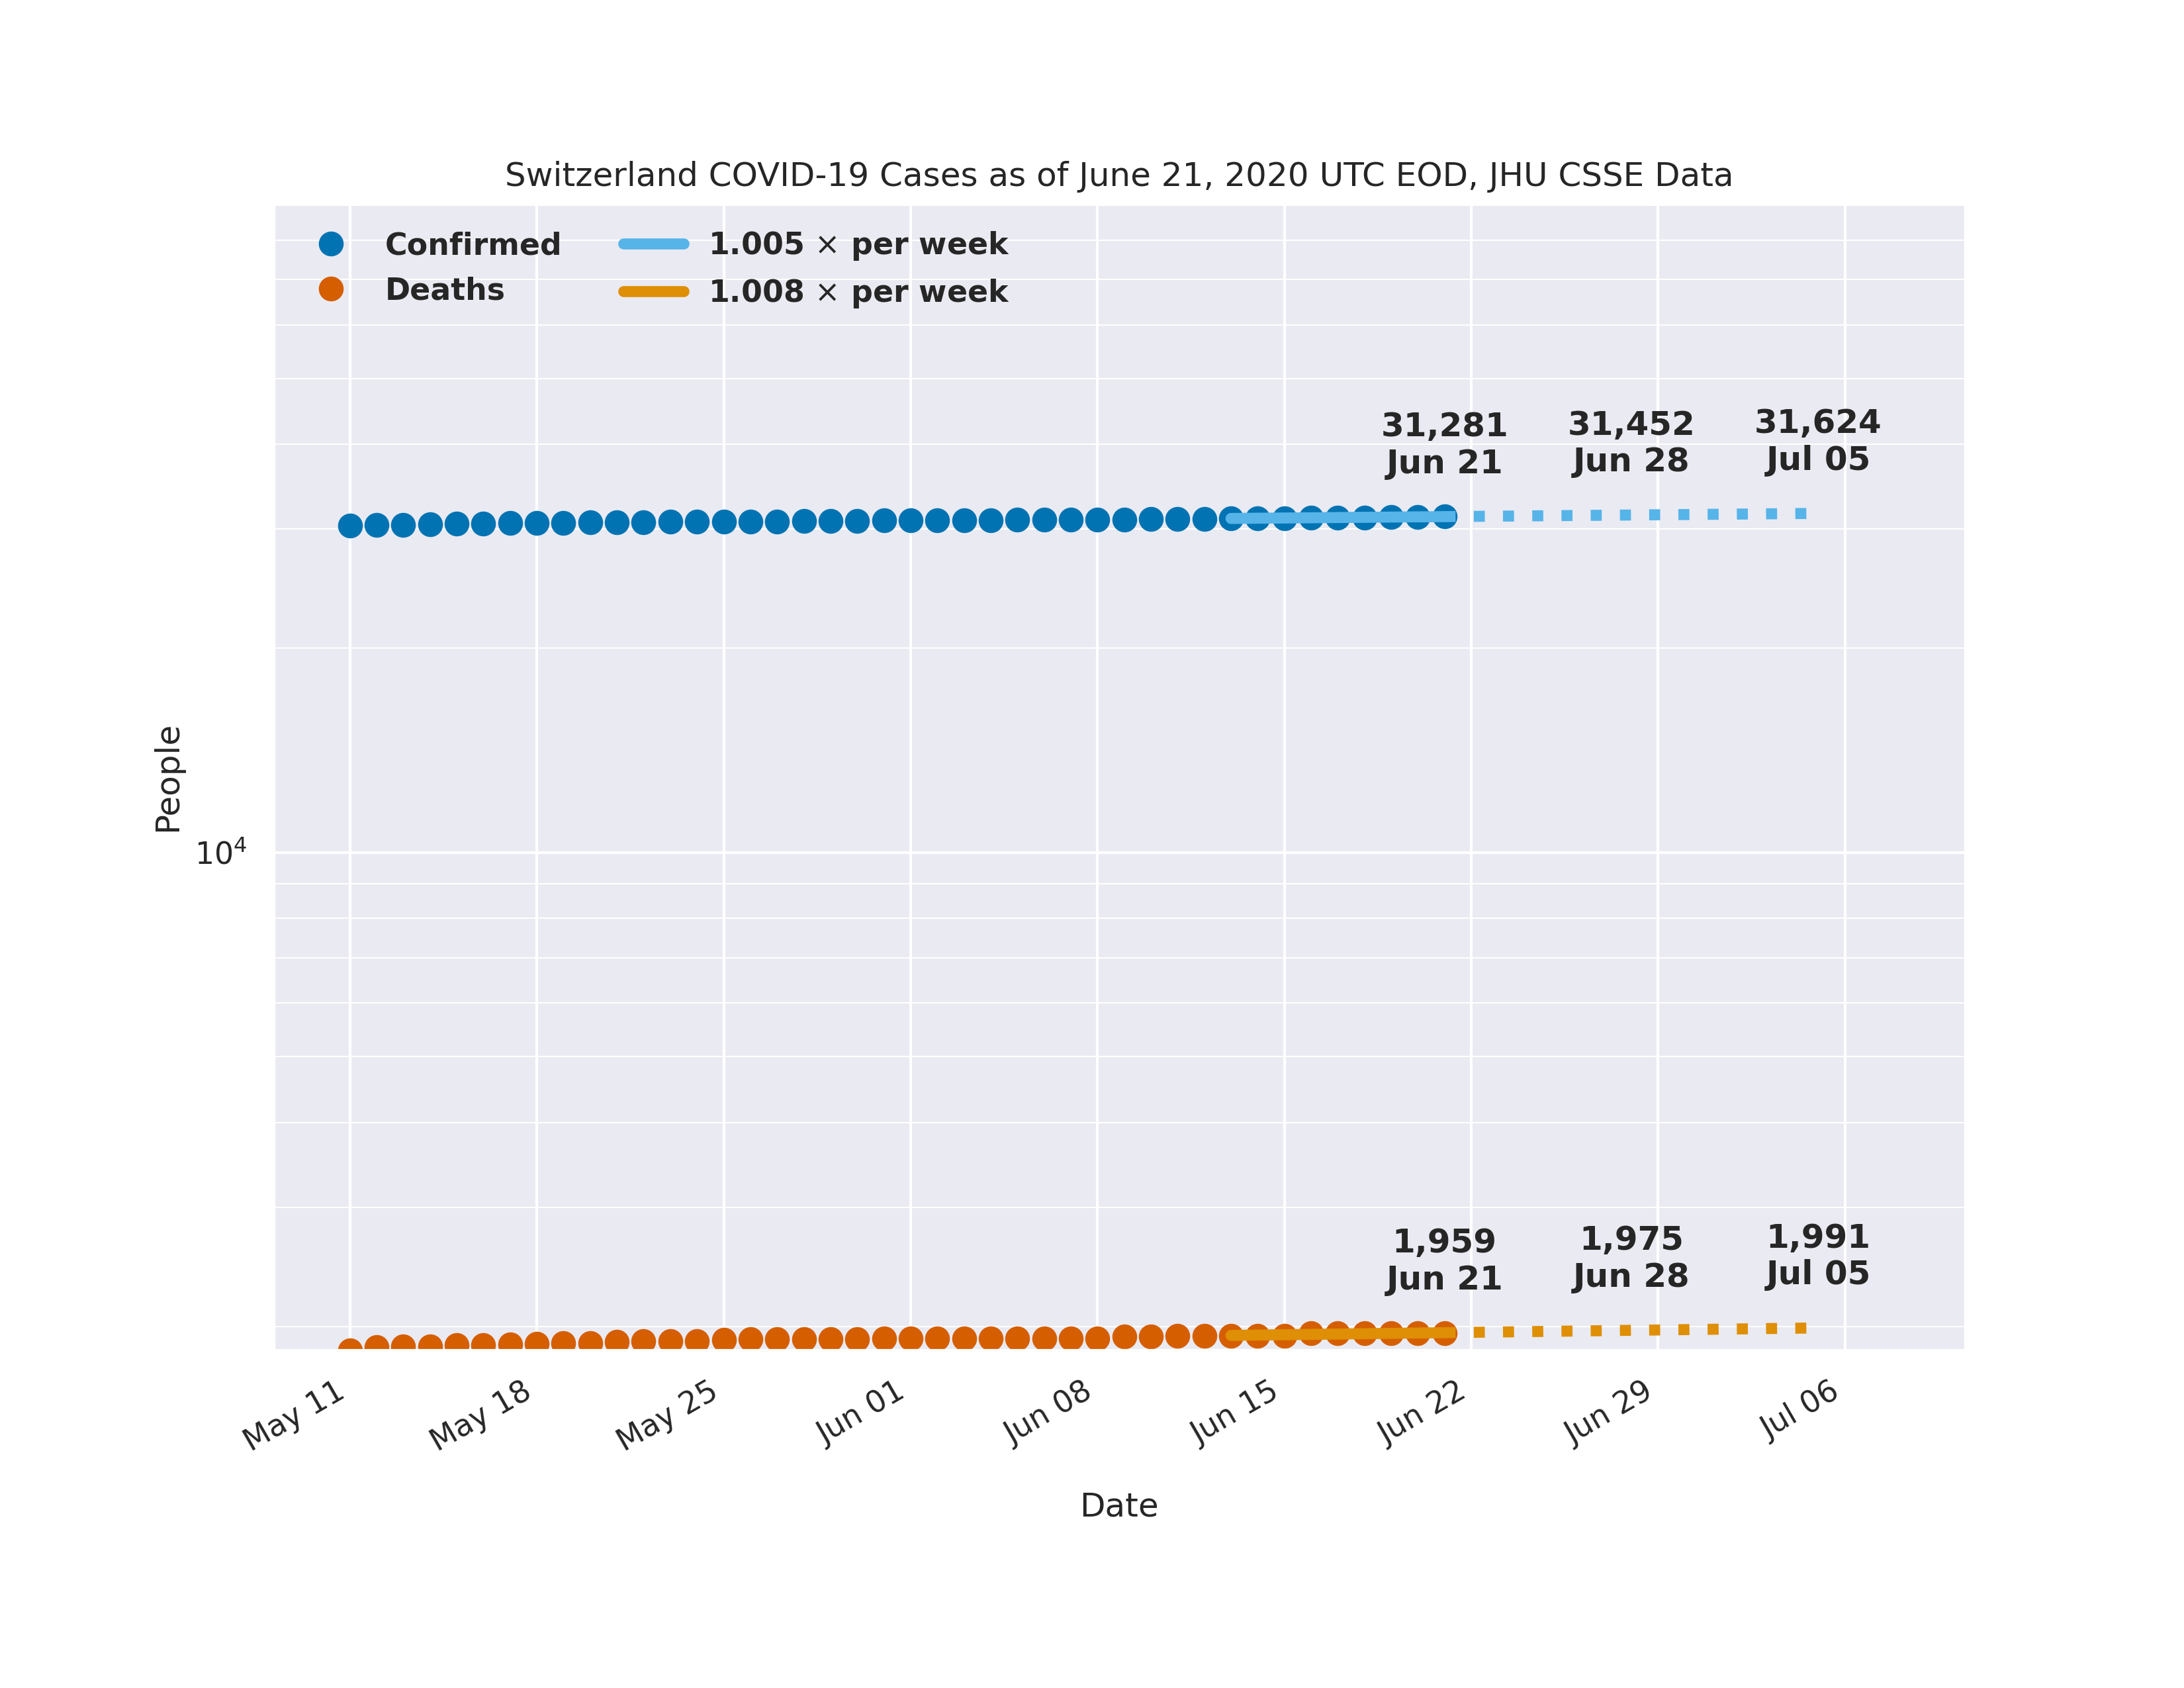 Switzerland COVID-19 Cases as of June 21, 2020 UTC EOD, JHU CSSE Data
Confirmed
Deaths
1.005 × per week
1.008 × per week
31,281
Jun 21
31,452
Jun 28
31,624
Jul 05
People
10⁴
1,959
Jun 21
1,975
Jun 28
1,991
Jul 05
May 11
May 18
May 25
Jun 01
Jun 08
Jun 15
Jun 22
Jun 29
Jul 06
Date